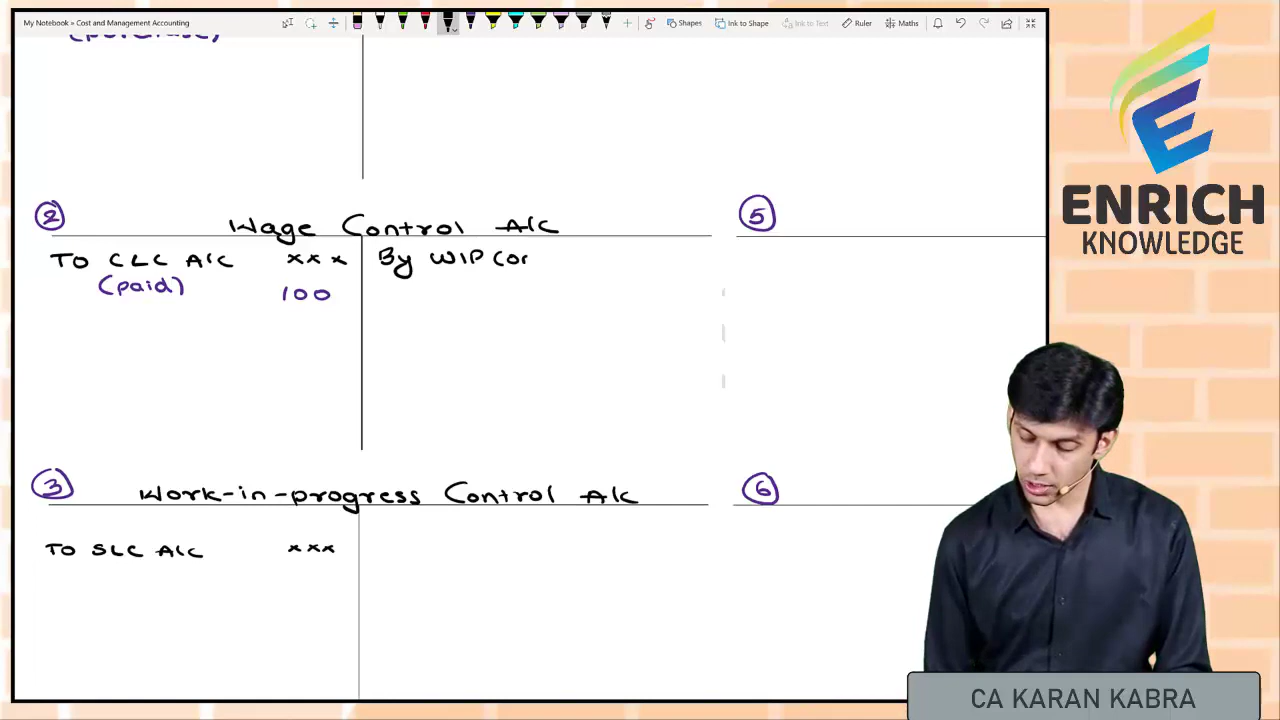 My Notebook > Cost and Management Accounting
Shapes
Ink to Shape
Ink to Text
Ruler
Maths
(purchase)
② Wage Control A/C
To CLC A/C xxx By WIP Cor
(paid) 100
③ Work-in-progress Control A/c
To SLC A/C xxx
⑤
⑥
ENRICH
KNOWLEDGE
CA KARAN KABRA